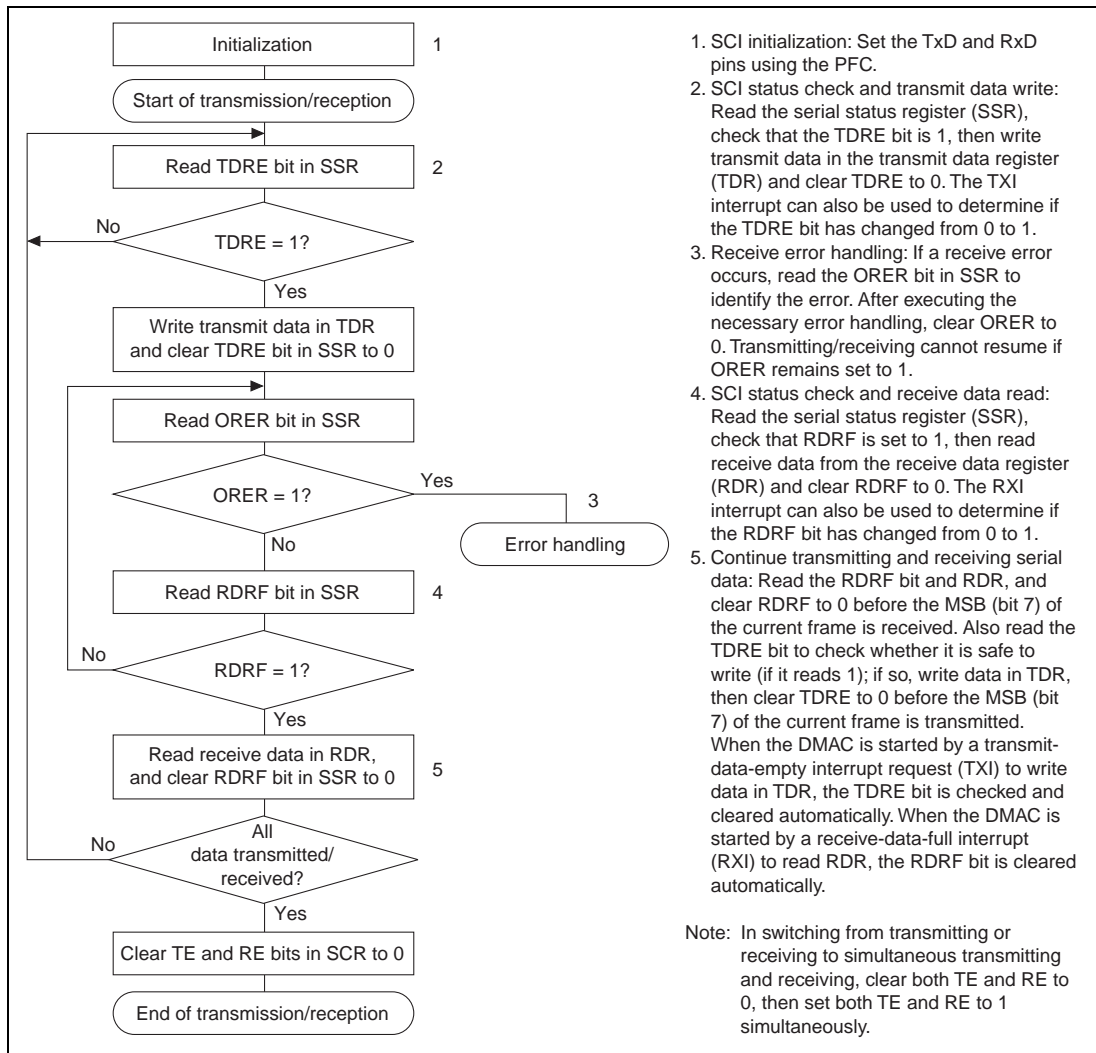 Initialization
1
Start of transmission/reception
Read TDRE bit in SSR
2
No
TDRE = 1?
Yes
Write transmit data in TDR
and clear TDRE bit in SSR to 0
Read ORER bit in SSR
ORER = 1?
Yes
3
Error handling
No
Read RDRF bit in SSR
4
No
RDRF = 1?
Yes
Read receive data in RDR,
and clear RDRF bit in SSR to 0
5
No
All
data transmitted/
received?
Yes
Clear TE and RE bits in SCR to 0
End of transmission/reception
1. SCI initialization: Set the TxD and RxD
pins using the PFC.
2. SCI status check and transmit data write:
Read the serial status register (SSR),
check that the TDRE bit is 1, then write
transmit data in the transmit data register
(TDR) and clear TDRE to 0. The TXI
interrupt can also be used to determine if
the TDRE bit has changed from 0 to 1.
3. Receive error handling: If a receive error
occurs, read the ORER bit in SSR to
identify the error. After executing the
necessary error handling, clear ORER to
0. Transmitting/receiving cannot resume if
ORER remains set to 1.
4. SCI status check and receive data read:
Read the serial status register (SSR),
check that RDRF is set to 1, then read
receive data from the receive data register
(RDR) and clear RDRF to 0. The RXI
interrupt can also be used to determine if
the RDRF bit has changed from 0 to 1.
5. Continue transmitting and receiving serial
data: Read the RDRF bit and RDR, and
clear RDRF to 0 before the MSB (bit 7) of
the current frame is received. Also read the
TDRE bit to check whether it is safe to
write (if it reads 1); if so, write data in TDR,
then clear TDRE to 0 before the MSB (bit
7) of the current frame is transmitted.
When the DMAC is started by a transmit-
data-empty interrupt request (TXI) to write
data in TDR, the TDRE bit is checked and
cleared automatically. When the DMAC is
started by a receive-data-full interrupt
(RXI) to read RDR, the RDRF bit is cleared
automatically.
Note: In switching from transmitting or
receiving to simultaneous transmitting
and receiving, clear both TE and RE to
0, then set both TE and RE to 1
simultaneously.